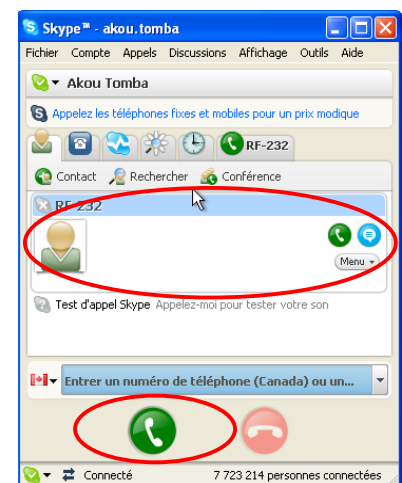 Skype™ - akou.tomba
Fichier Compte Appels Discussions Affichage Outils Aide
Akou Tomba
Appelez les téléphones fixes et mobiles pour un prix modique
RF-232
Contact Rechercher Conférence
RF-232
Menu
Test d'appel Skype Appelez-moi pour tester votre son
Entrer un numéro de téléphone (Canada) ou un...
Connecté 7 723 214 personnes connectées